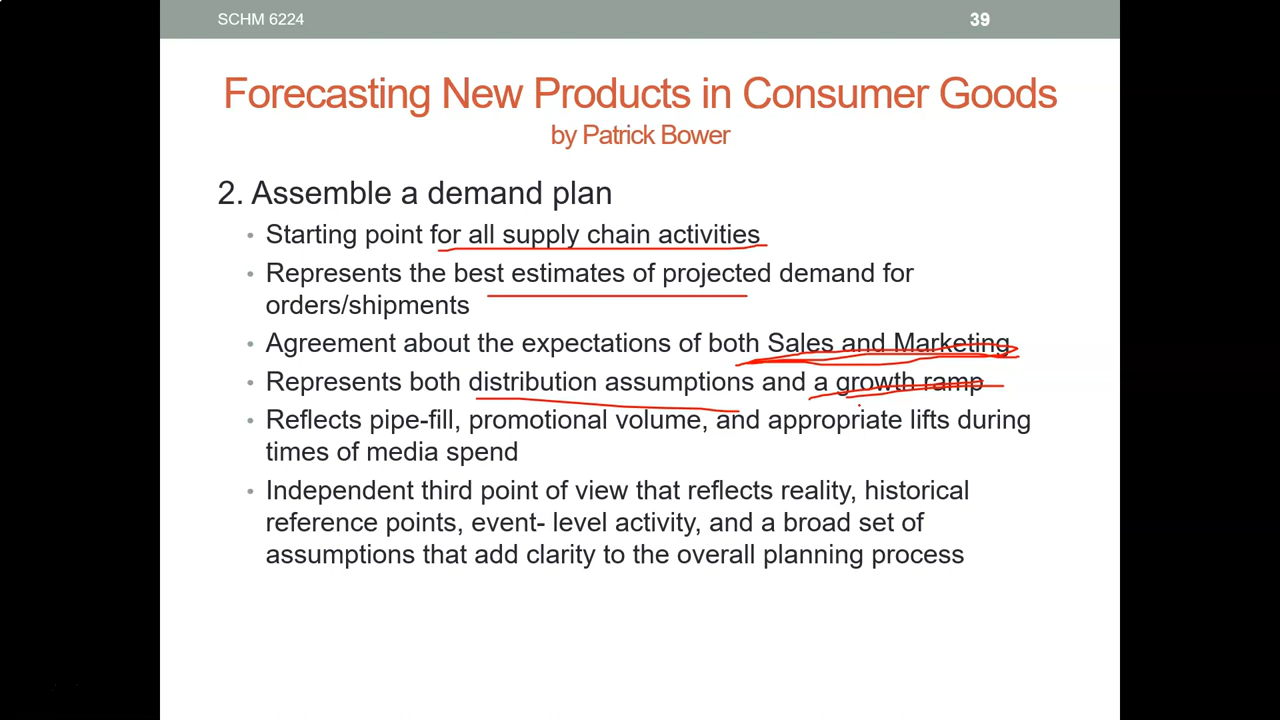 SCHM 6224
39
Forecasting New Products in Consumer Goods
by Patrick Bower
2. Assemble a demand plan
• Starting point for all supply chain activities
• Represents the best estimates of projected demand for
orders/shipments
• Agreement about the expectations of both Sales and Marketing
• Represents both distribution assumptions and a growth ramp
• Reflects pipe-fill, promotional volume, and appropriate lifts during
times of media spend
• Independent third point of view that reflects reality, historical
reference points, event- level activity, and a broad set of
assumptions that add clarity to the overall planning process